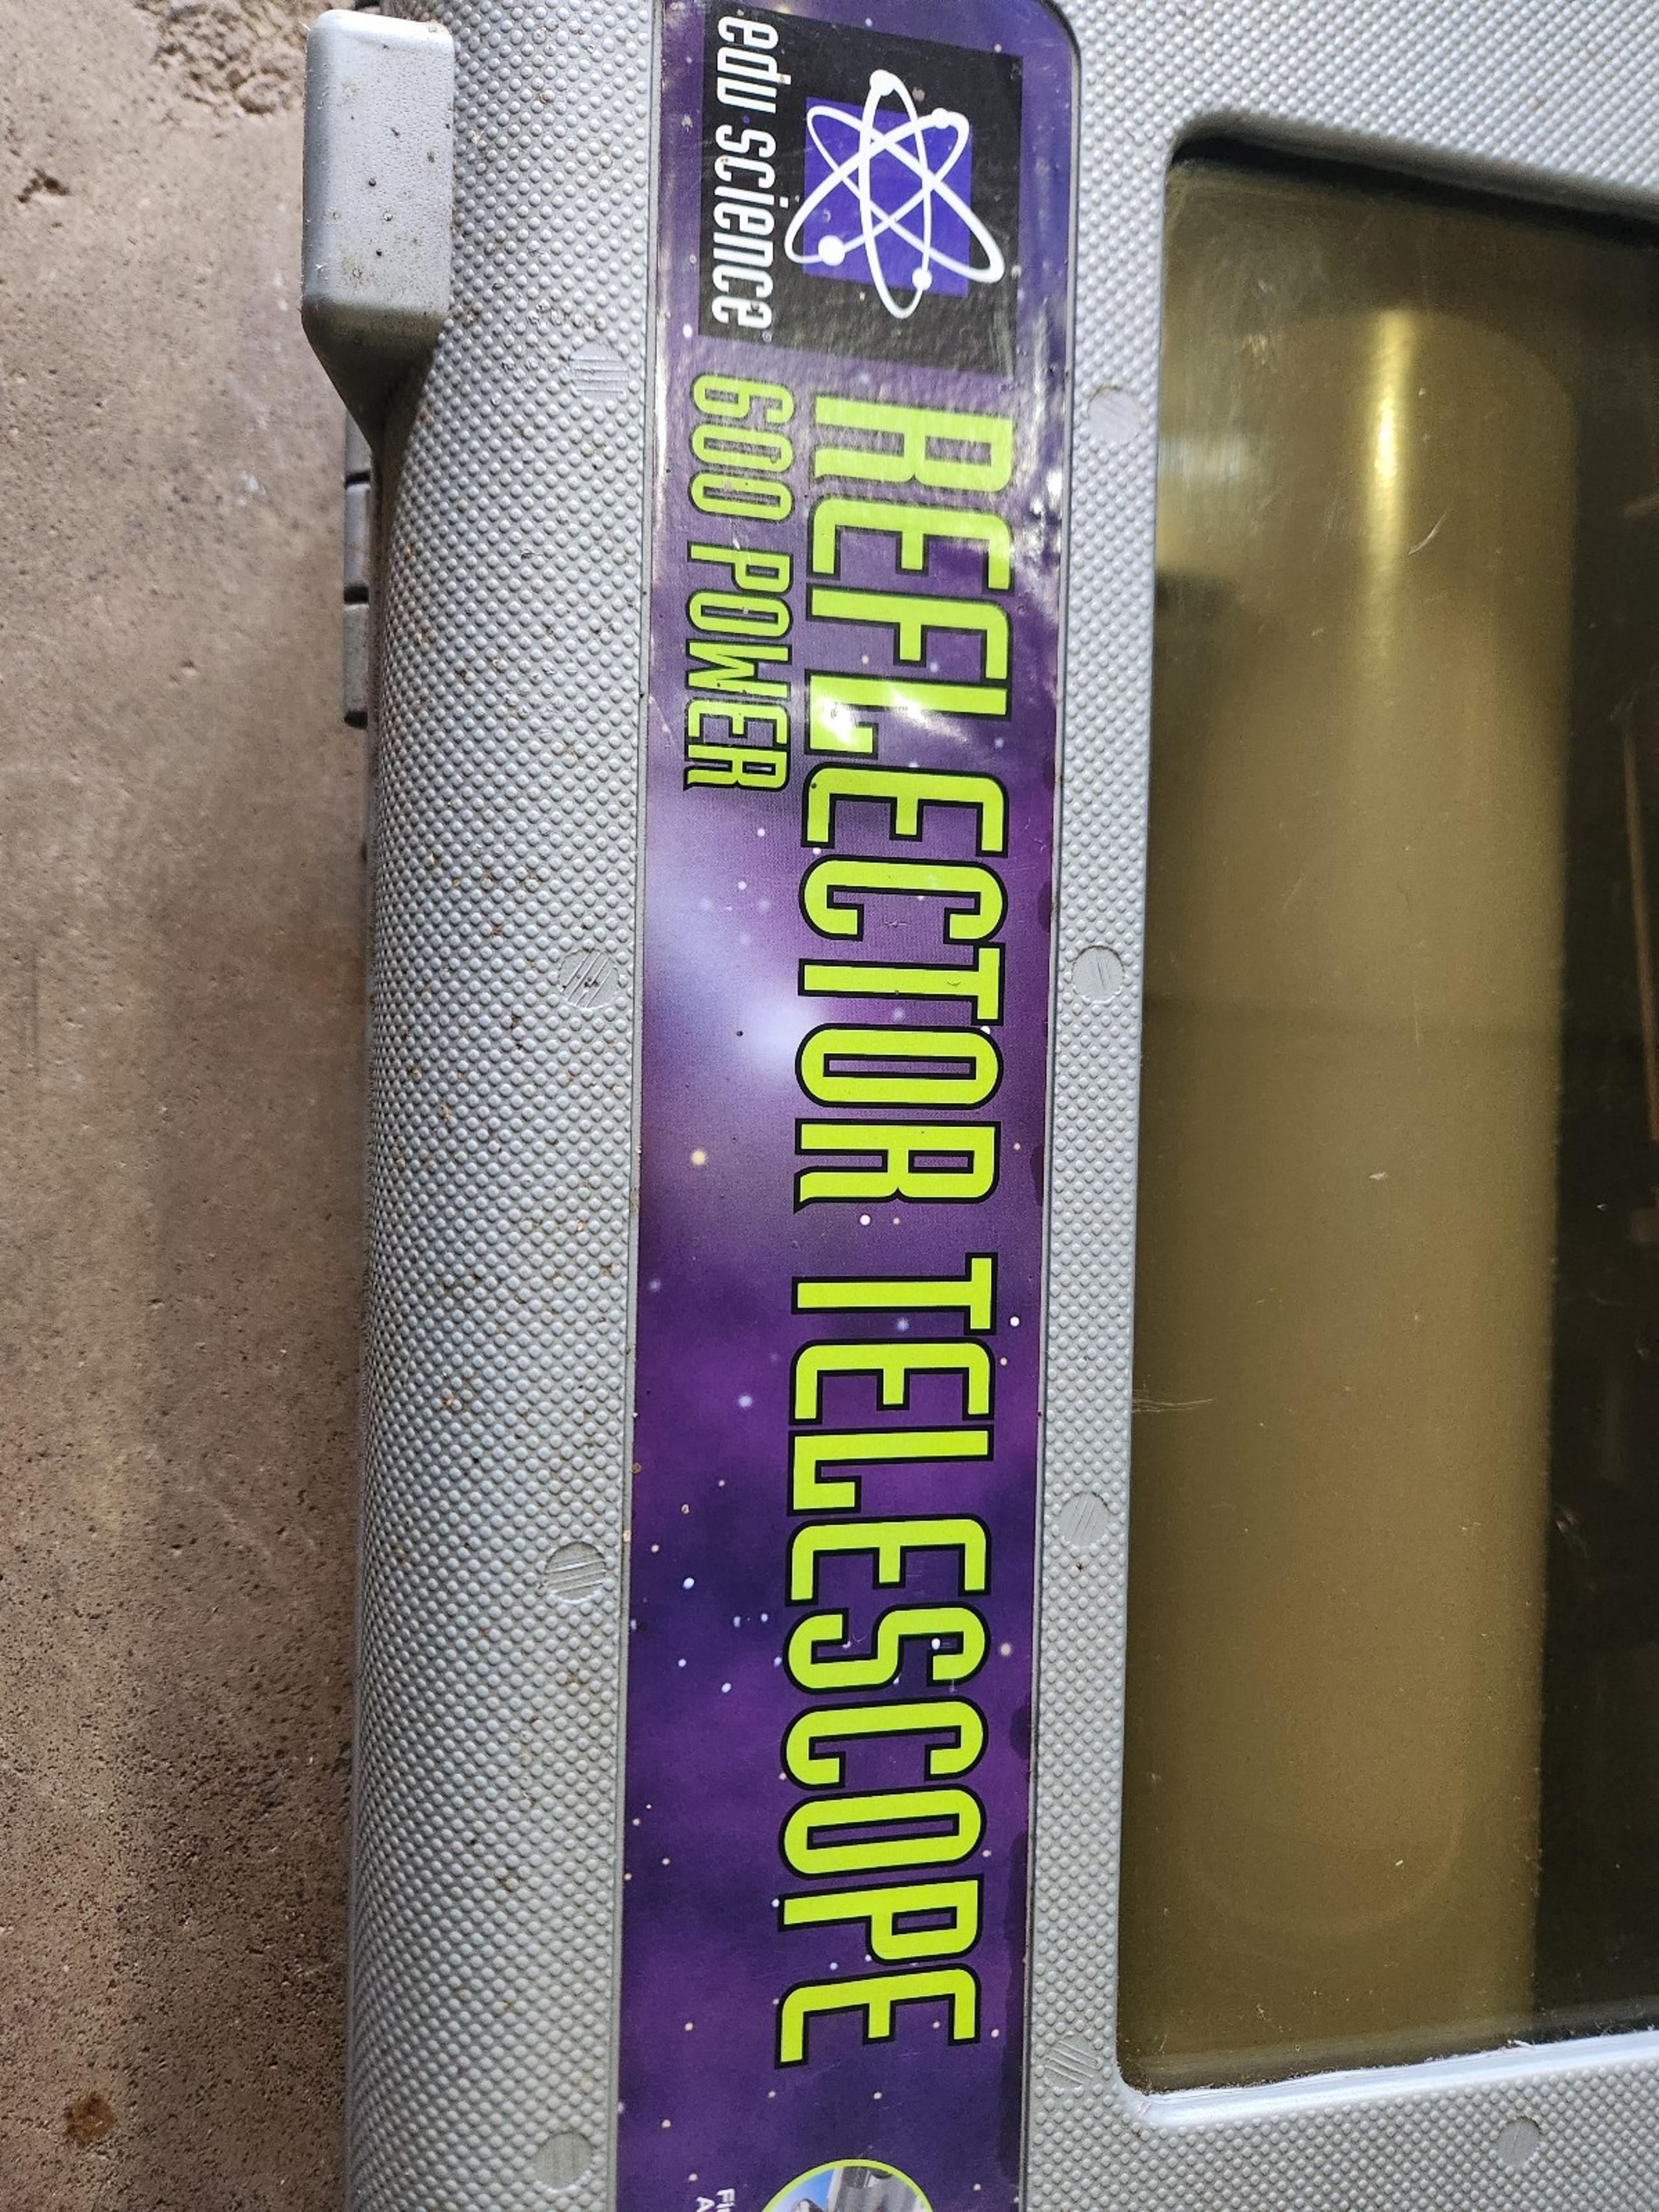 edu science
REFLECTOR TELESCOPE
600 POWER